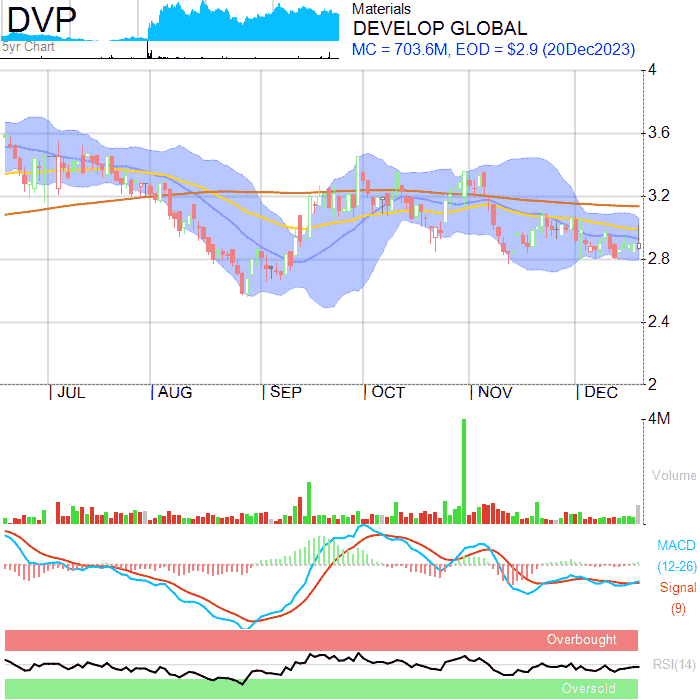 DVP
5yr Chart
Materials
DEVELOP GLOBAL
MC = 703.6M, EOD = $2.9 (20Dec2023)
4
3.6
3.2
2.8
2.4
2
JUL
AUG
SEP
OCT
NOV
DEC
4M
Volume
MACD
(12-26)
Signal
(9)
Overbought
RSI(14)
Oversold